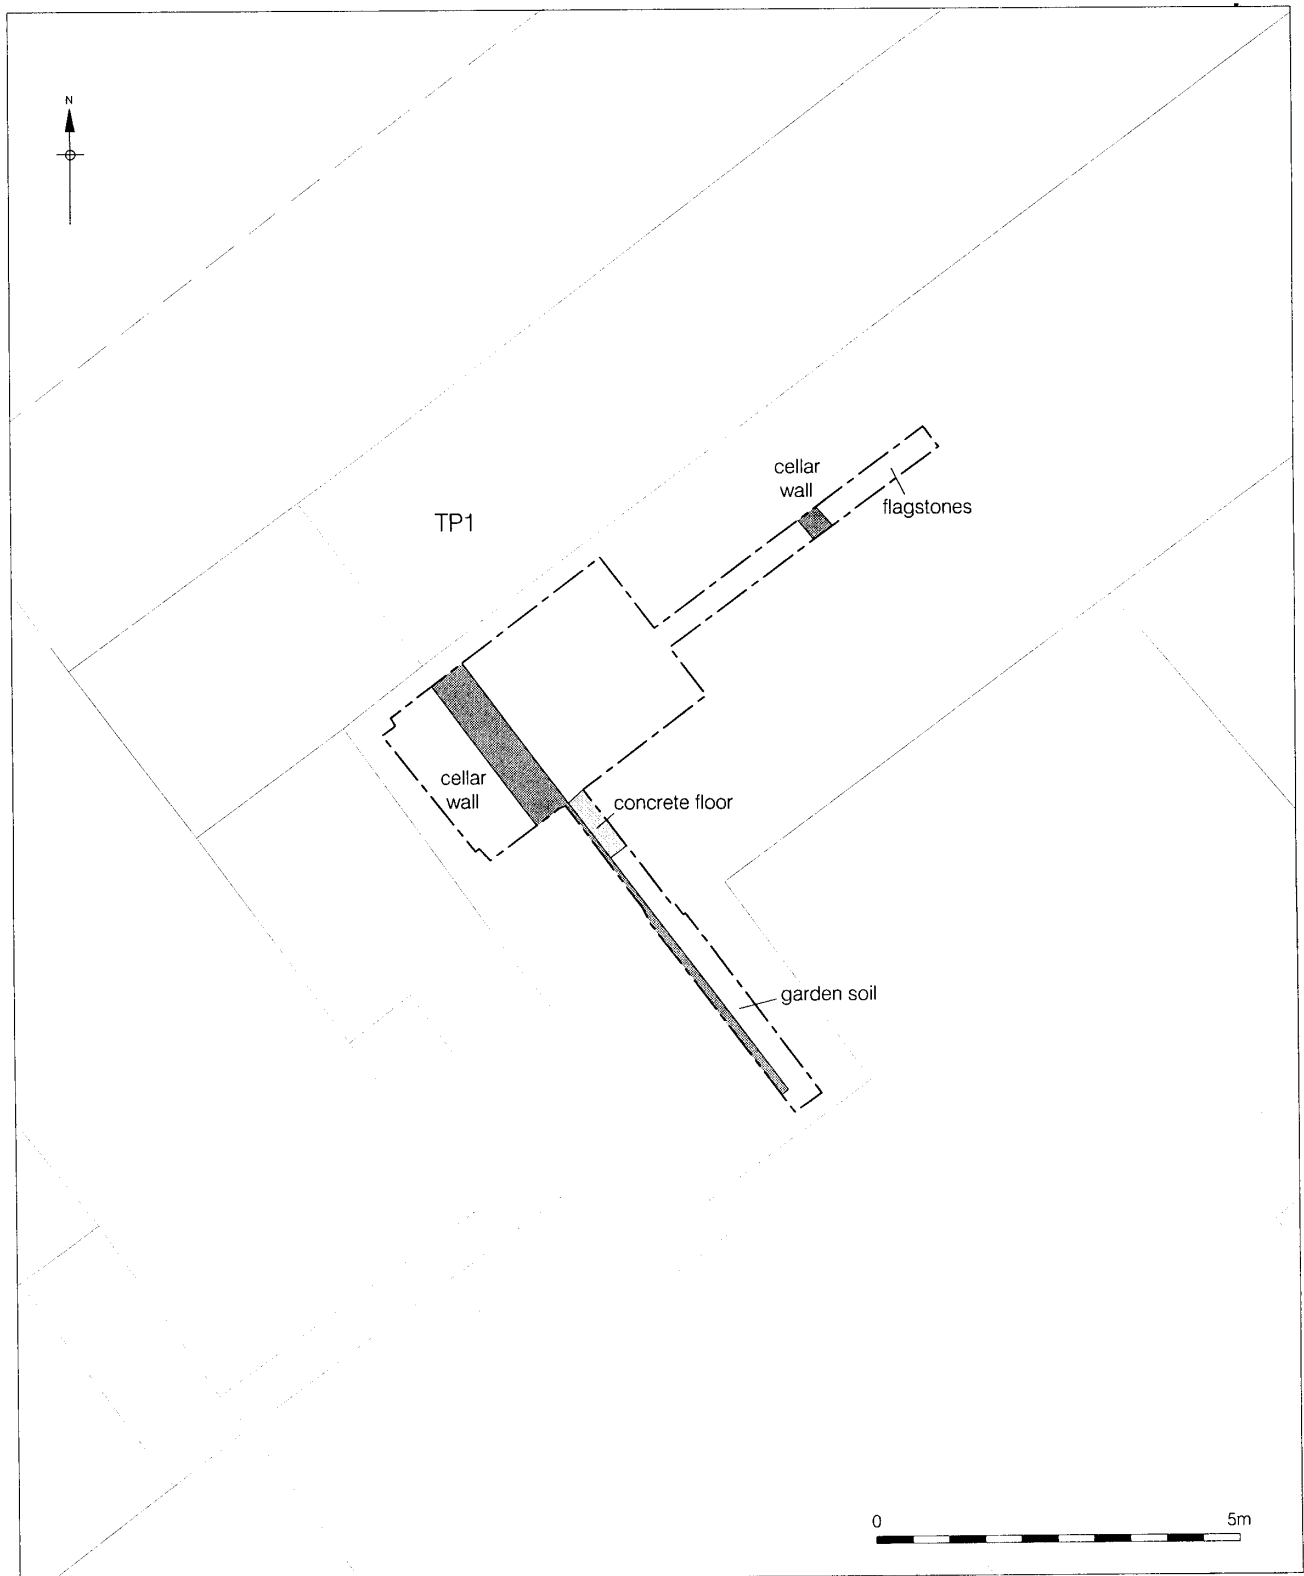 N
cellar
wall
flagstones
TP1
cellar
wall
concrete floor
garden soil
0 5m